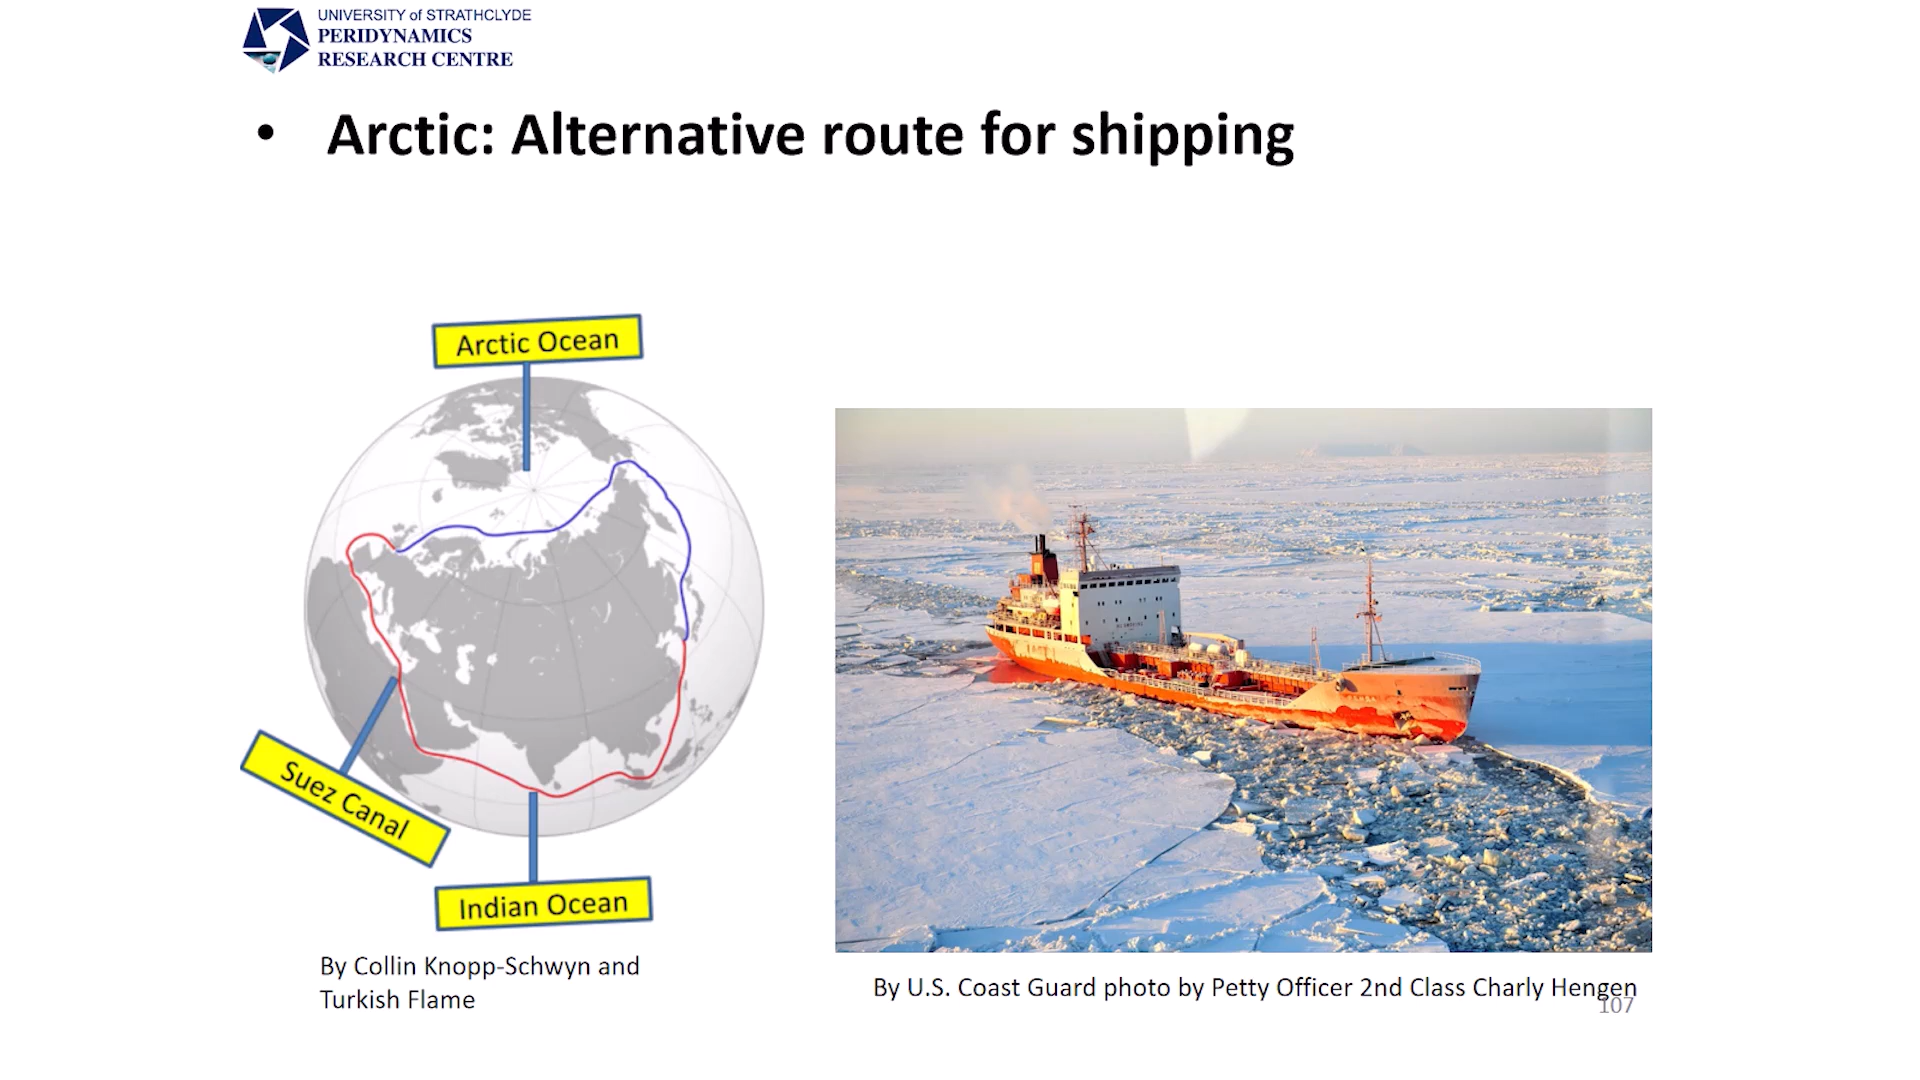 UNIVERSITY of STRATHCLYDE
PERIDYNAMICS
RESEARCH CENTRE
• Arctic: Alternative route for shipping
Arctic Ocean
Suez Canal
Indian Ocean
By Collin Knopp-Schwyn and
Turkish Flame
By U.S. Coast Guard photo by Petty Officer 2nd Class Charly Hengen
107